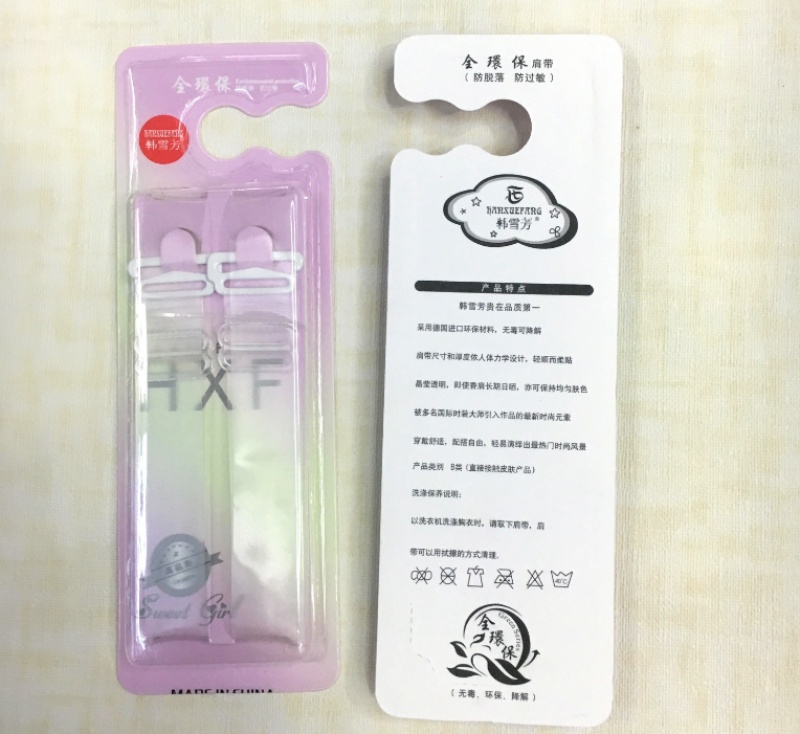 全環保
HANXUEFANG
韩雪芳
HXF
Sweet Girl
MADE IN CHINA
全環保肩带
（防脱落 防过敏）
HANXUEFANG
韩雪芳®
产品特点
韩雪芳贵在品质第一
采用德国进口环保材料，无毒可降解
肩带尺寸和厚度依人体力学设计，轻顺而柔贴
晶莹透明，即使香肩长期日晒，亦可保持均匀肤色
被多名国际时装大师引入作品的最新时尚元素
穿戴舒适，配搭自由，轻易演绎出最热门时尚风景
产品类别 B类（直接接触皮肤产品）
洗涤保养说明：
以洗衣机洗涤胸衣时，请取下肩带，肩
带可以用拭擦的方式清理.
40℃
全環保
Green Series
（无毒、环保、降解）